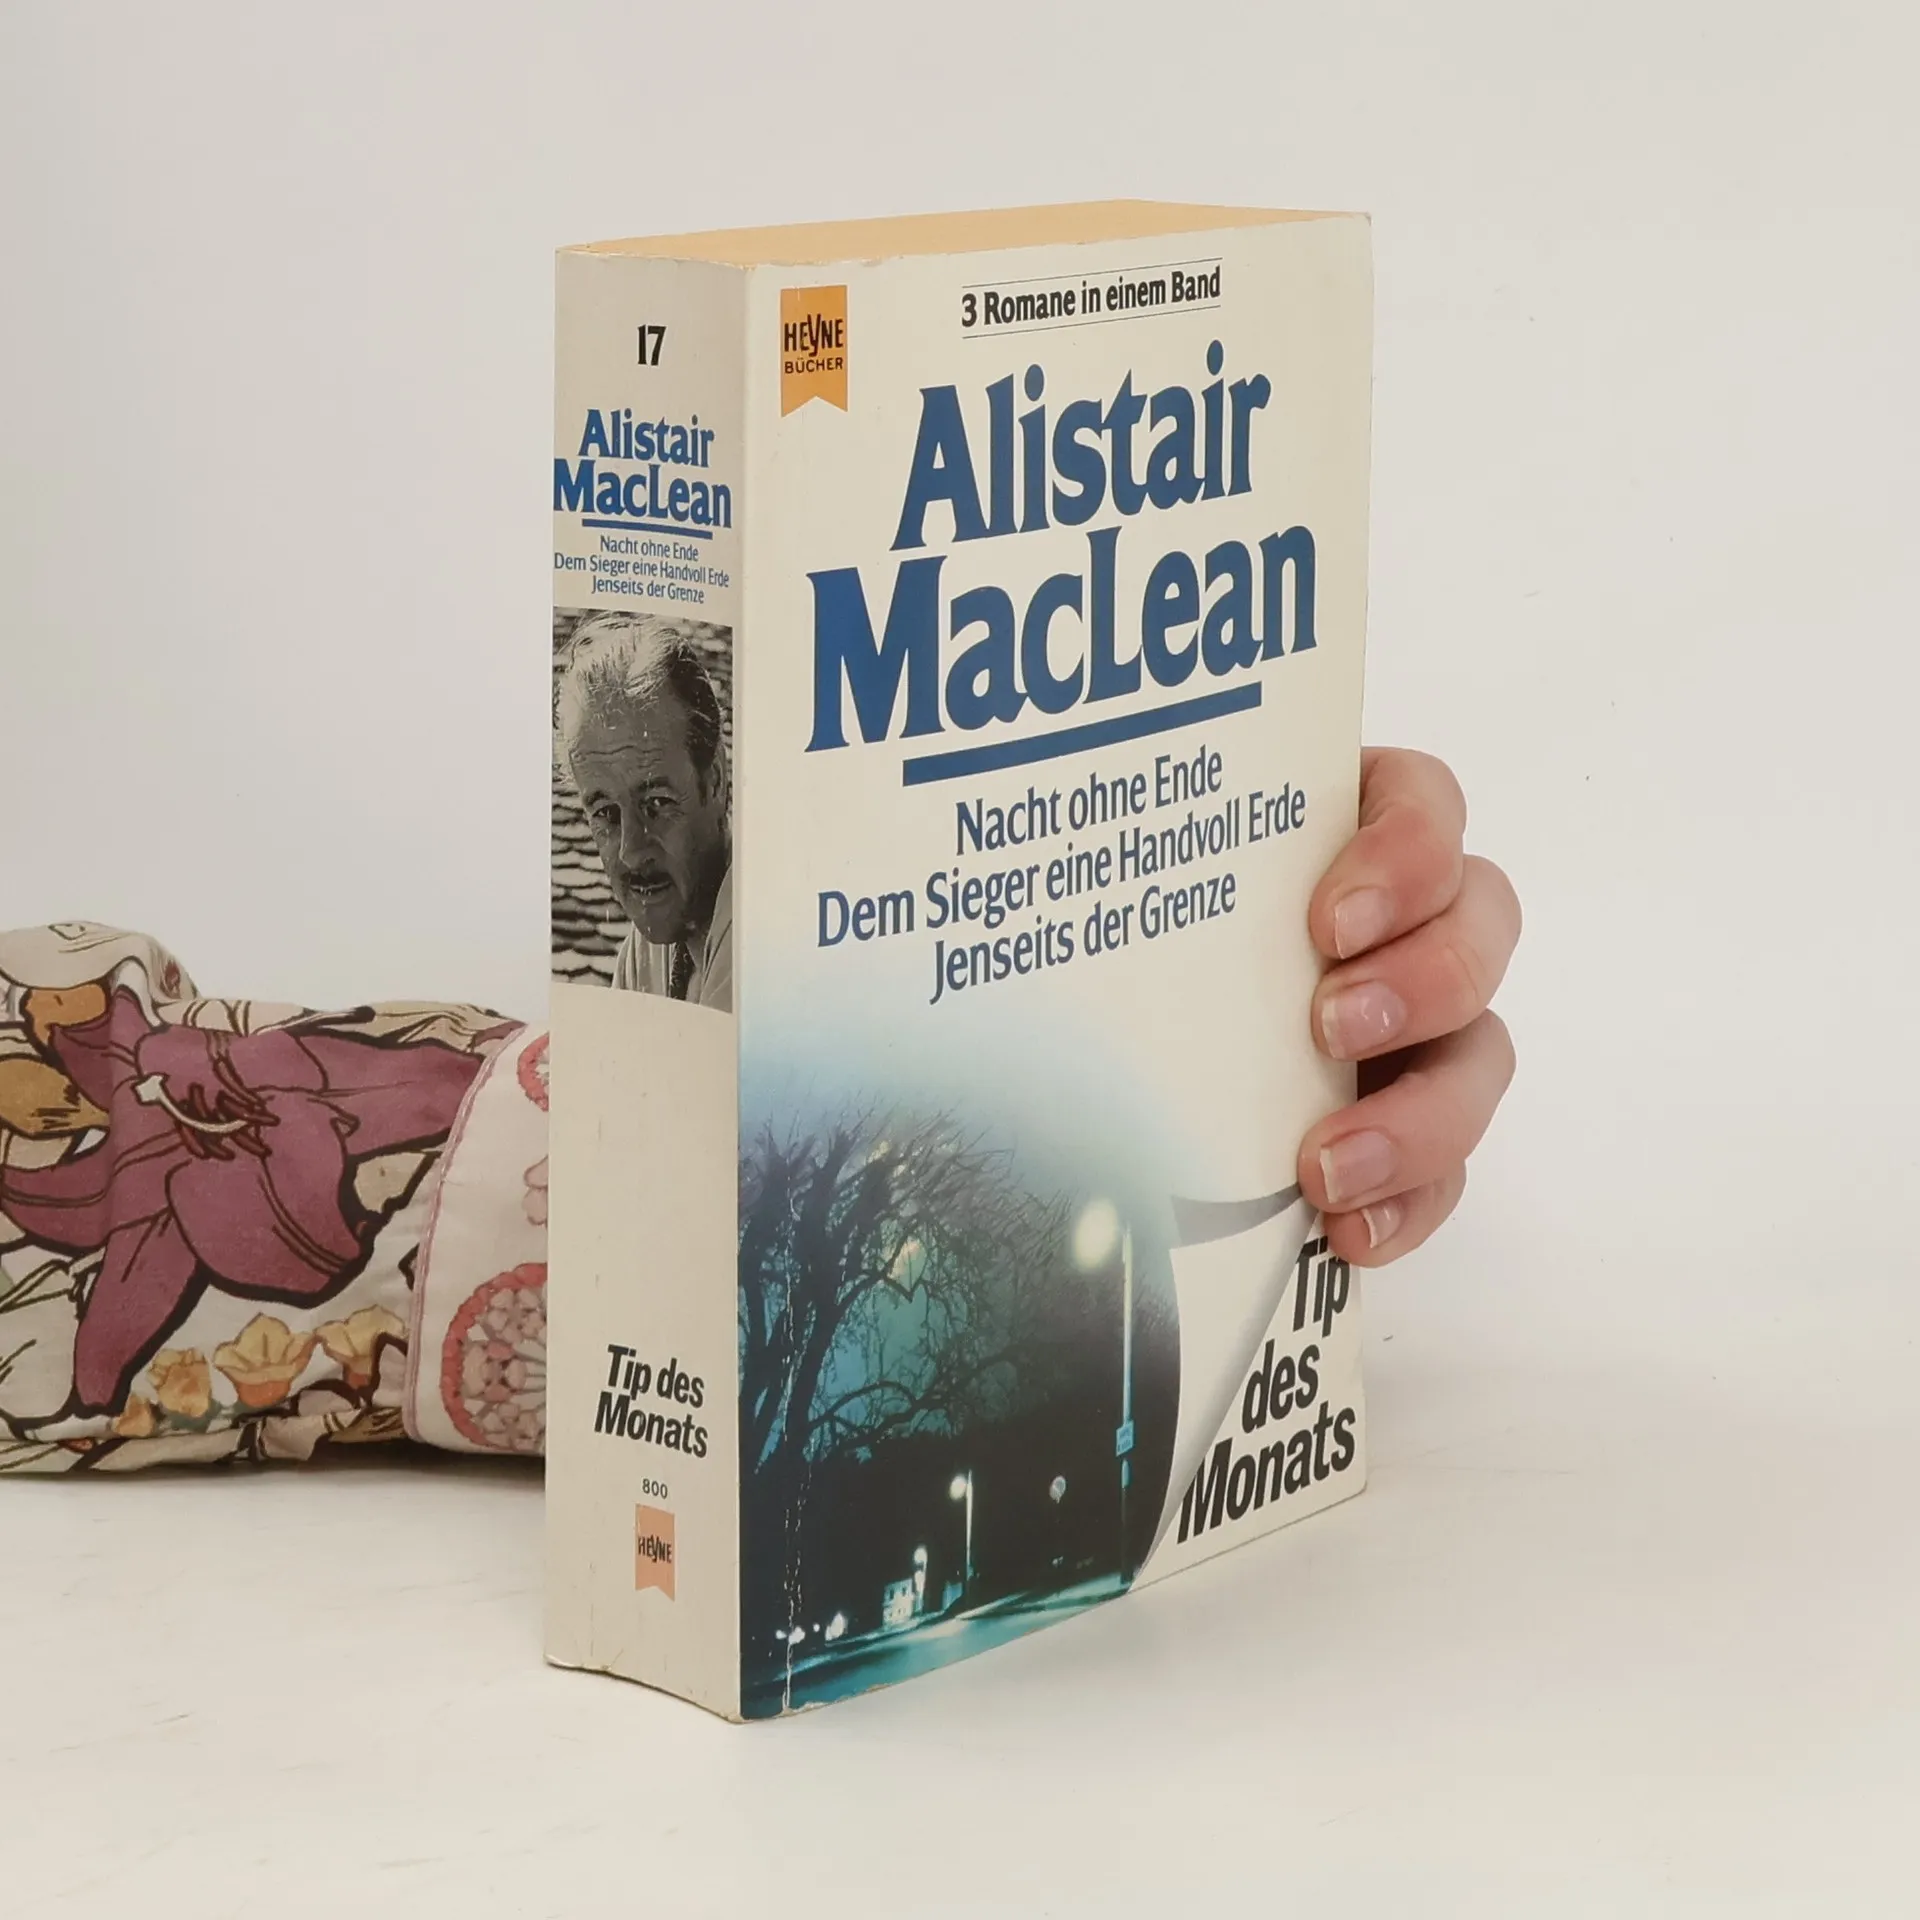 17
Alistair
MacLean
Nacht ohne Ende
Dem Sieger eine Handvoll Erde
Jenseits der Grenze
Tip des
Monats
800
HEYNE
HEYNE
BÜCHER
3 Romane in einem Band
Alistair
MacLean
Nacht ohne Ende
Dem Sieger eine Handvoll Erde
Jenseits der Grenze
Tip
des
Monats